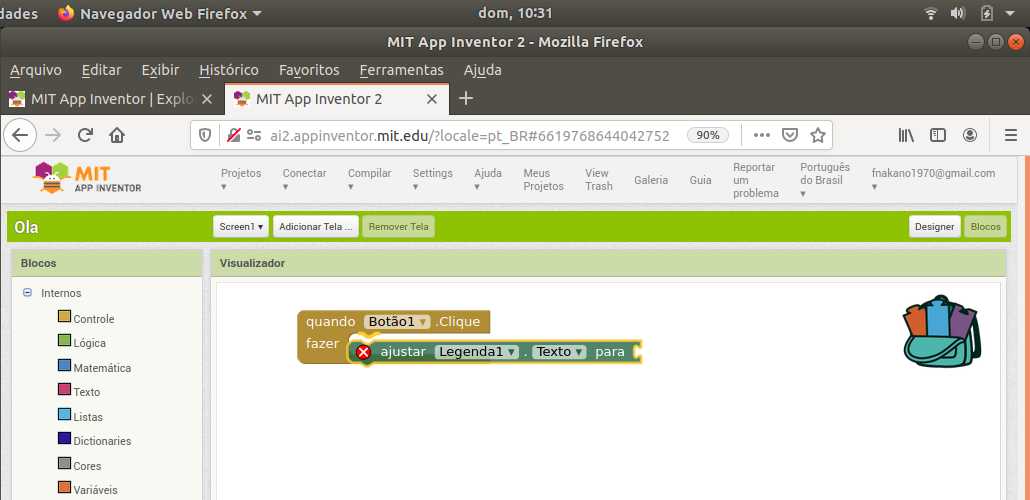 dades Navegador Web Firefox dom, 10:31
MIT App Inventor 2 - Mozilla Firefox
Arquivo Editar Exibir Histórico Favoritos Ferramentas Ajuda
MIT App Inventor | Explo MIT App Inventor 2
ai2.appinventor.mit.edu/?locale=pt_BR#6619768644042752 90%
MIT
APP INVENTOR
Projetos
Conectar
Compilar
Settings
Ajuda
Meus
Projetos
View
Trash
Galeria
Guia
Reportar
um
problema
Português
do Brasil
fnakano1970@gmail.com
Ola Screen1 Adicionar Tela ... Remover Tela Designer Blocos
Blocos Visualizador
Internos
Controle
Lógica
Matemática
Texto
Listas
Dictionaries
Cores
Variáveis
quando Botão1 .Clique
fazer ajustar Legenda1 . Texto para